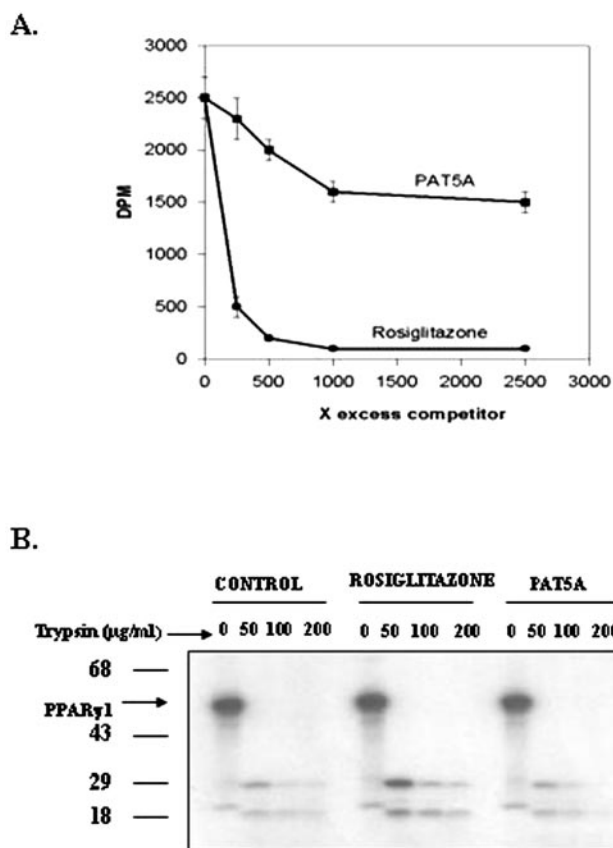 A.
3000
2500
2000
1500
1000
500
0
DPM
PAT5A
Rosiglitazone
0 500 1000 1500 2000 2500 3000
X excess competitor
B.
CONTROL ROSIGLITAZONE PAT5A
Trypsin (µg/ml) 0 50 100 200 0 50 100 200 0 50 100 200
68
PPARγ1
43
29
18